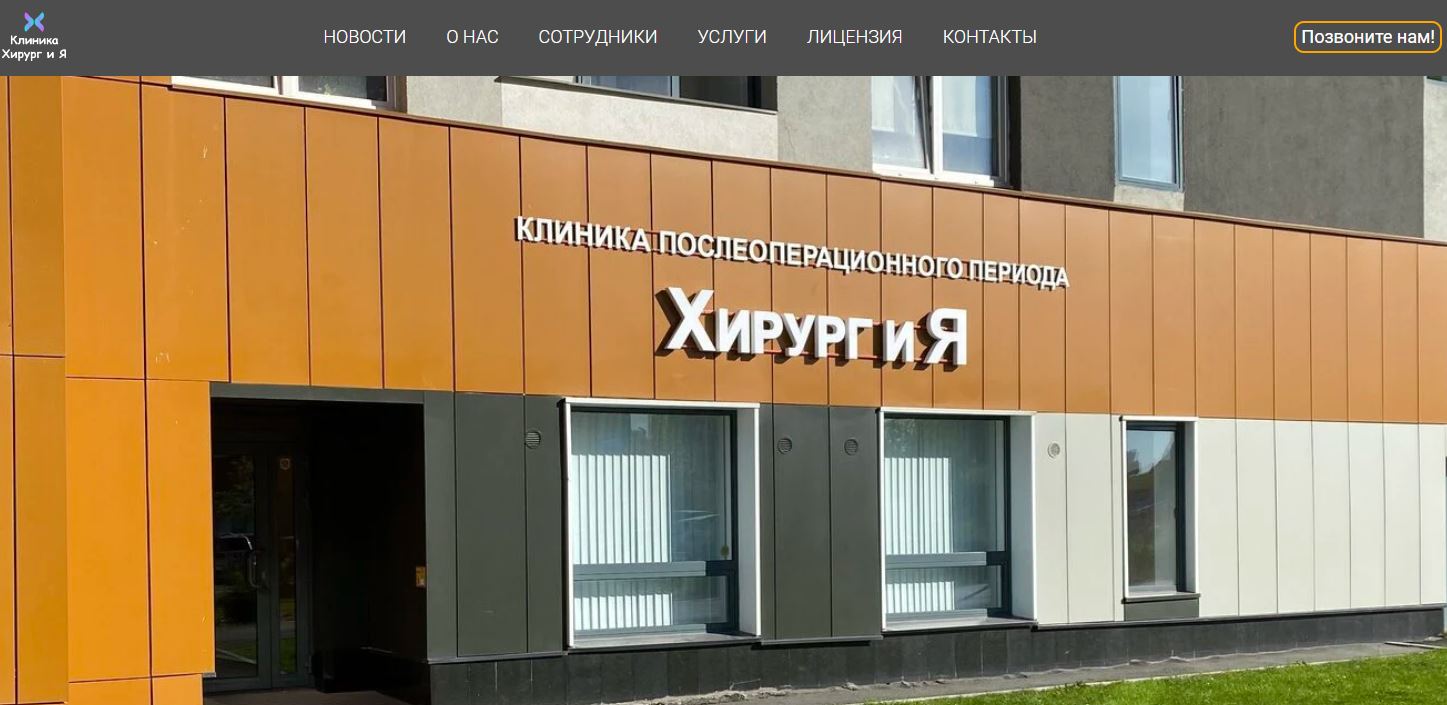 Клиника
Хирург и Я
НОВОСТИ
О НАС
СОТРУДНИКИ
УСЛУГИ
ЛИЦЕНЗИЯ
КОНТАКТЫ
Позвоните нам!
КЛИНИКА ПОСЛЕОПЕРАЦИОННОГО ПЕРИОДА
ХИРУРГ И Я